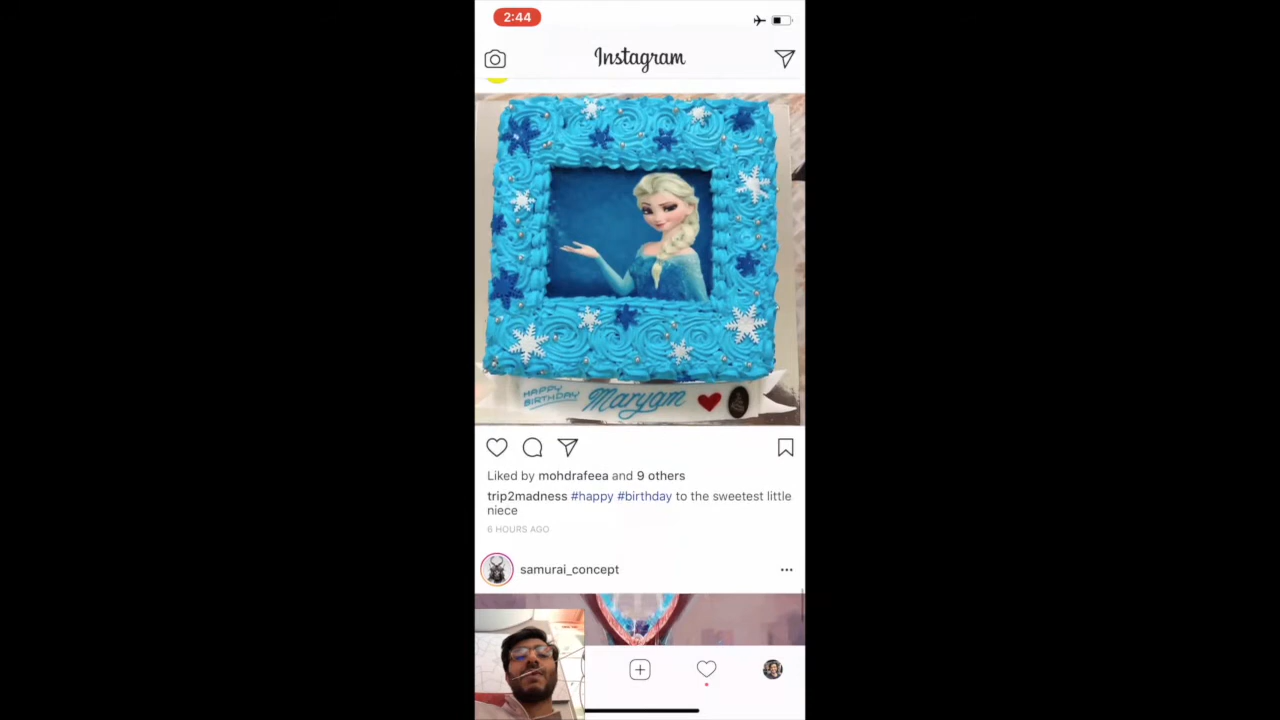 2:44
Instagram
HAPPY
BIRTHDAY
Maryam
Liked by mohdrafeea and 9 others
trip2madness #happy #birthday to the sweetest little
niece
6 HOURS AGO
samurai_concept